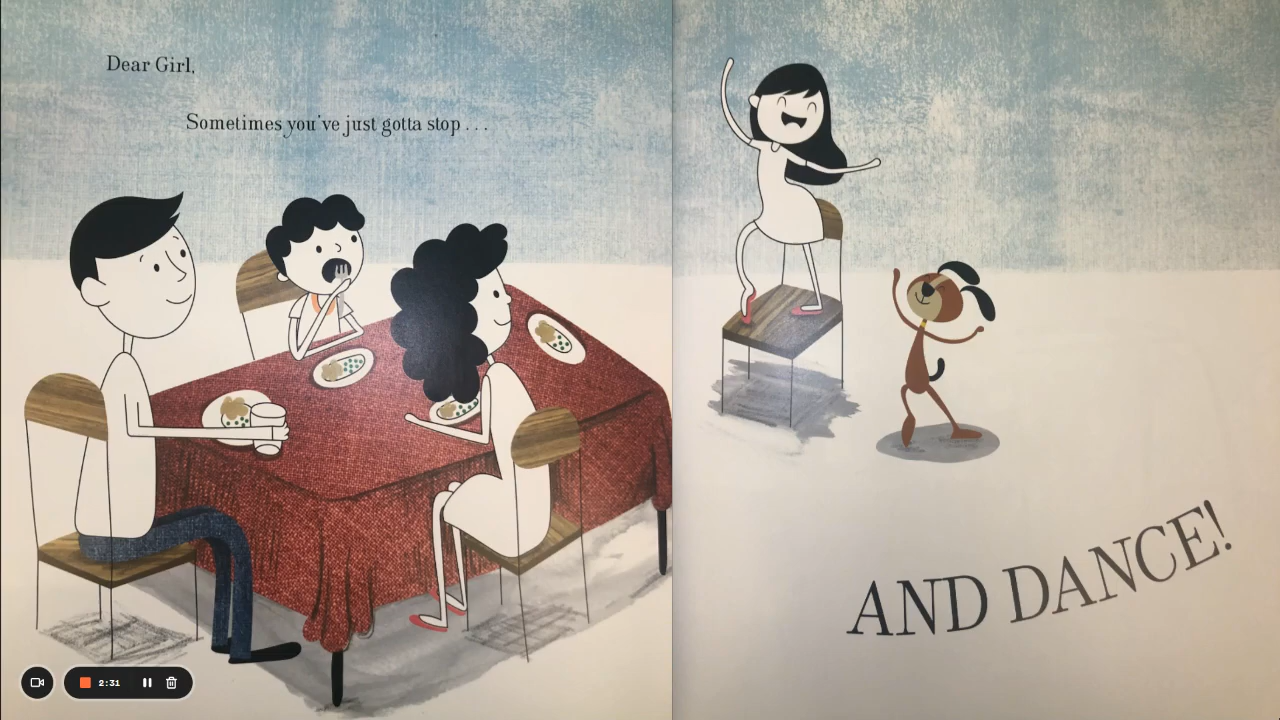 Dear Girl,
Sometimes you've just gotta stop . . .
AND DANCE!
2:31